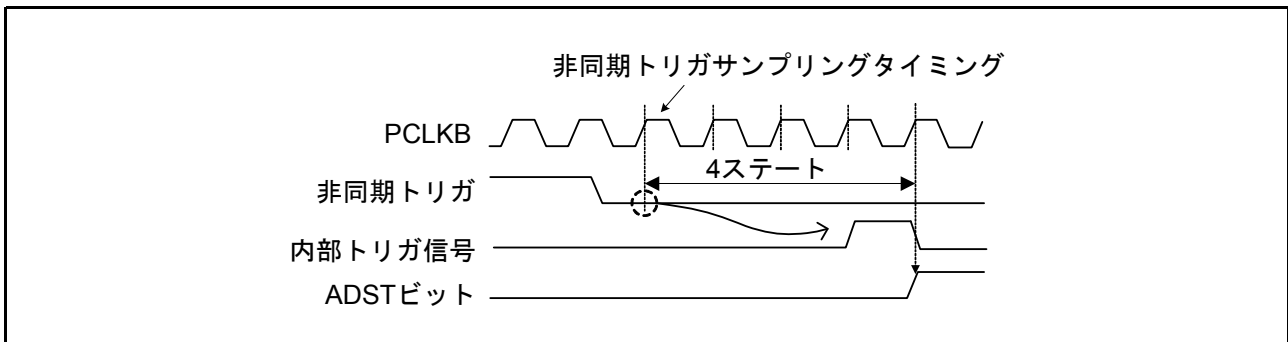 非同期トリガサンプリングタイミング
PCLKB
4ステート
非同期トリガ
内部トリガ信号
ADSTビット